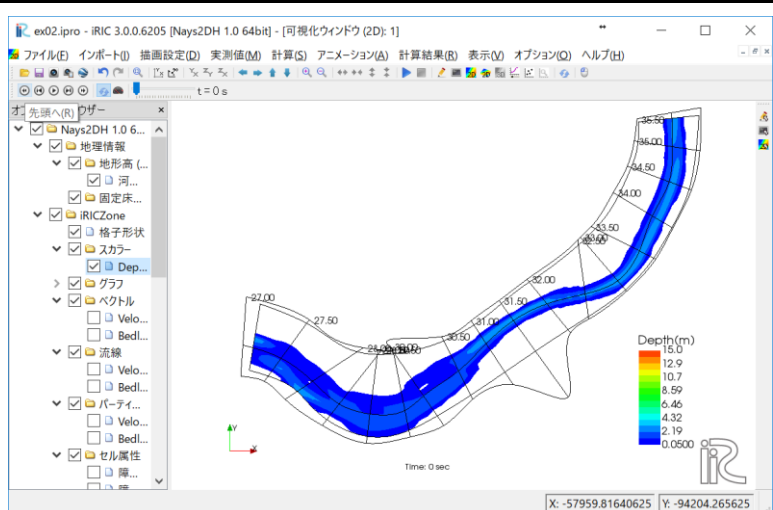 ex02.ipro - iRIC 3.0.0.6205 [Nays2DH 1.0 64bit] - [可視化ウィンドウ (2D): 1]
ファイル(F) インポート(I) 描画設定(D) 実測値(M) 計算(S) アニメーション(A) 計算結果(R) 表示(V) オプション(O) ヘルプ(H)
t = 0 s
先頭へ(R)
ウザー
Nays2DH 1.0 6...
地理情報
地形高 (...
河...
固定床...
iRICZone
格子形状
スカラー
Dep...
グラフ
ベクトル
Velo...
Bedl...
流線
Velo...
Bedl...
パーティ...
Velo...
Bedl...
セル属性
障...
35.50
35.00
34.50
34.00
33.50
32.00
31.50
31.00
30.50
27.00
27.50
Depth(m)
15.0
12.9
10.7
8.59
6.46
4.32
2.19
0.0500
Y
X
Time: 0 sec
iRIC
X: -57959.81640625 Y: -94204.265625